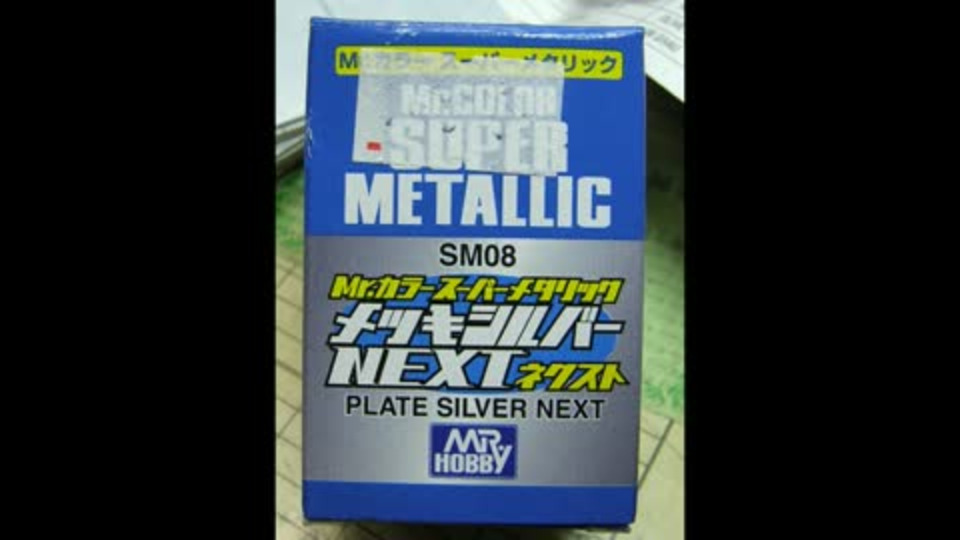 Mr.カラー スーパーメタリック
Mr.COLOR
SUPER
METALLIC
SM08
Mr.カラースーパーメタリック
メッキシルバー
NEXT ネクスト
PLATE SILVER NEXT
MR.
HOBBY